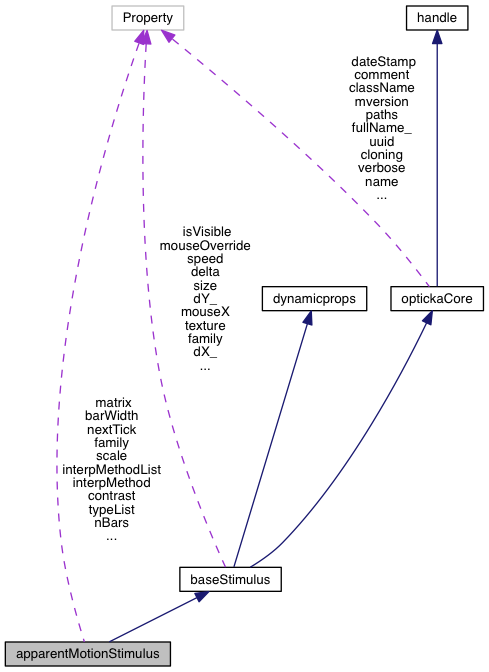 Property
handle
dateStamp
comment
className
mversion
paths
fullName_
uuid
cloning
verbose
name
...
isVisible
mouseOverride
speed
delta
size
dY_
mouseX
texture
family
dX_
...
dynamicprops
optickaCore
matrix
barWidth
nextTick
family
scale
interpMethodList
interpMethod
contrast
typeList
nBars
...
baseStimulus
apparentMotionStimulus